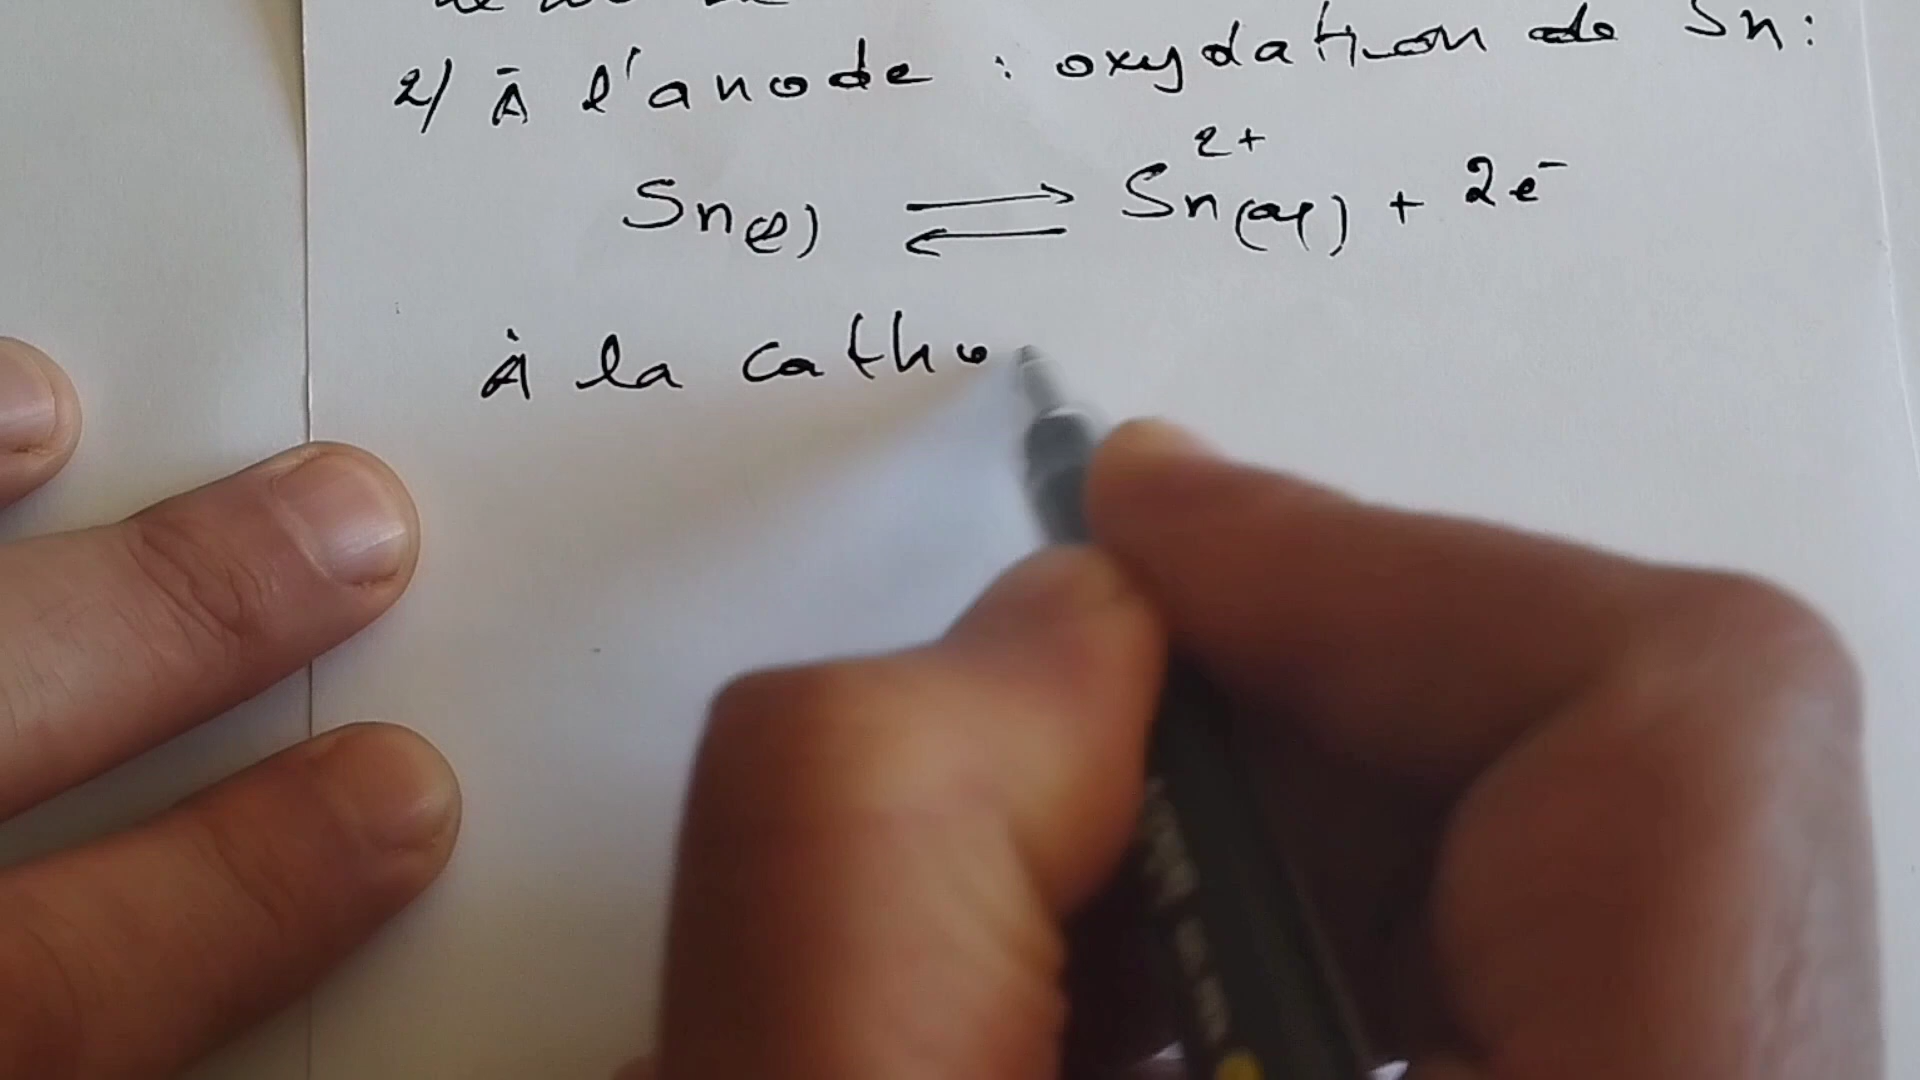 2) À l'anode : oxydation de Sn :
Sn(s) ⇌ Sn²⁺(aq) + 2e⁻
À la catho